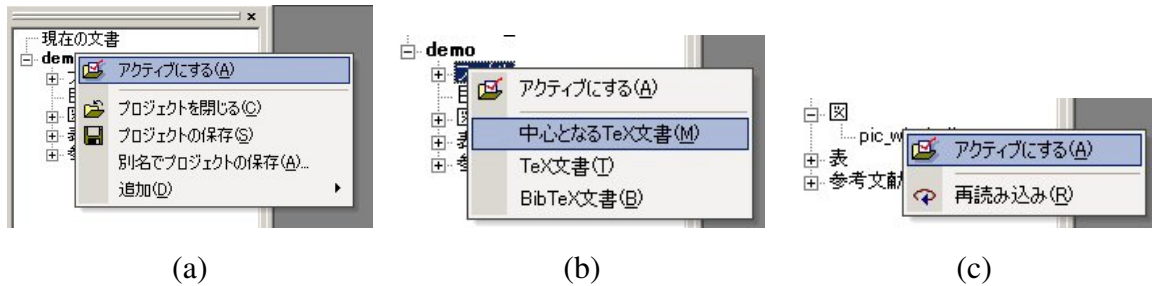 現在の文書
アクティブにする(A)
プロジェクトを閉じる(C)
プロジェクトの保存(S)
別名でプロジェクトの保存(A)...
追加(D)
(a)
demo
アクティブにする(A)
中心となるTeX文書(M)
TeX文書(T)
BibTeX文書(B)
(b)
図
アクティブにする(A)
表
参考文献
再読み込み(R)
(c)